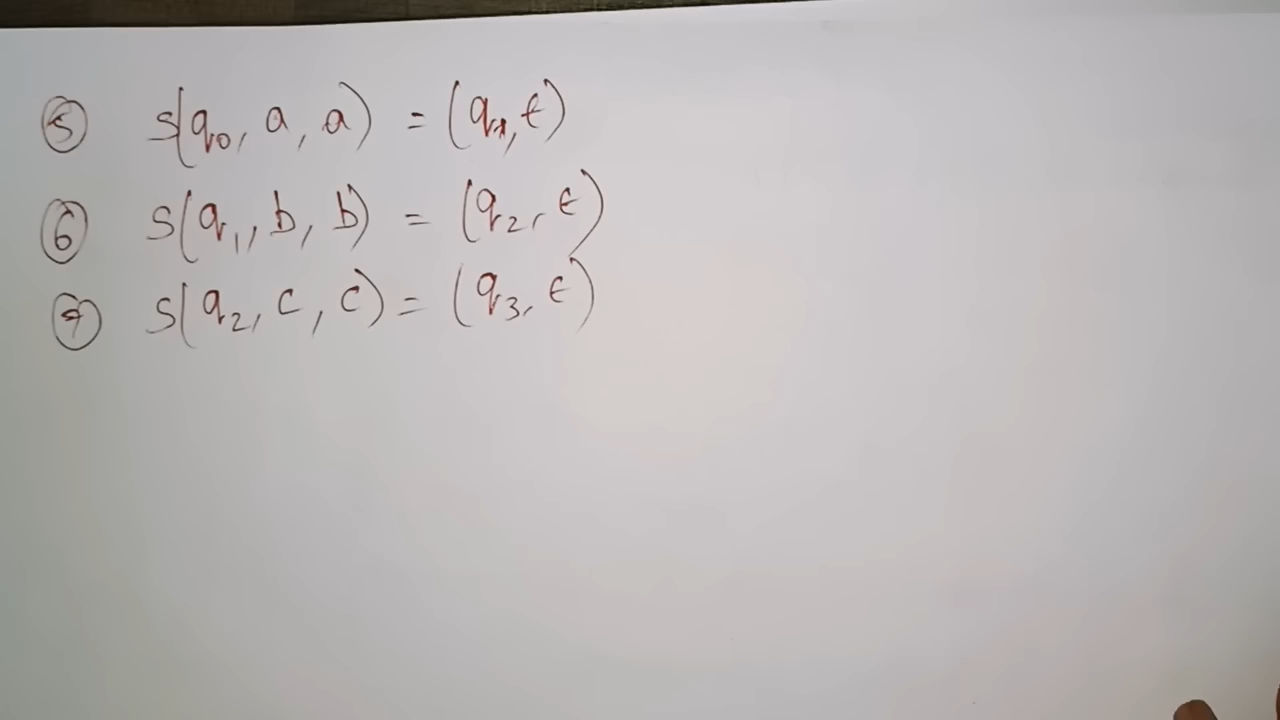 ⑤ δ(q₀, a, a) = (q₁, ε)
⑥ δ(q₁, b, b) = (q₂, ε)
⑦ δ(q₂, c, c) = (q₃, ε)